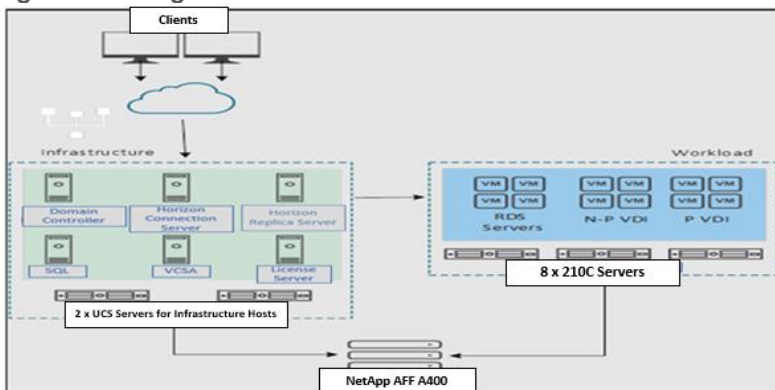 Clients
Infrastructure
Workload
Domain
Controller
Horizon
Connection
Server
Horizon
Replica Server
SQL
VCSA
License
Server
VM VM
VM VM
RDS
Servers
VM VM
VM VM
N-P VDI
VM VM
VM VM
P VDI
2 x UCS Servers for Infrastructure Hosts
8 x 210C Servers
NetApp AFF A400